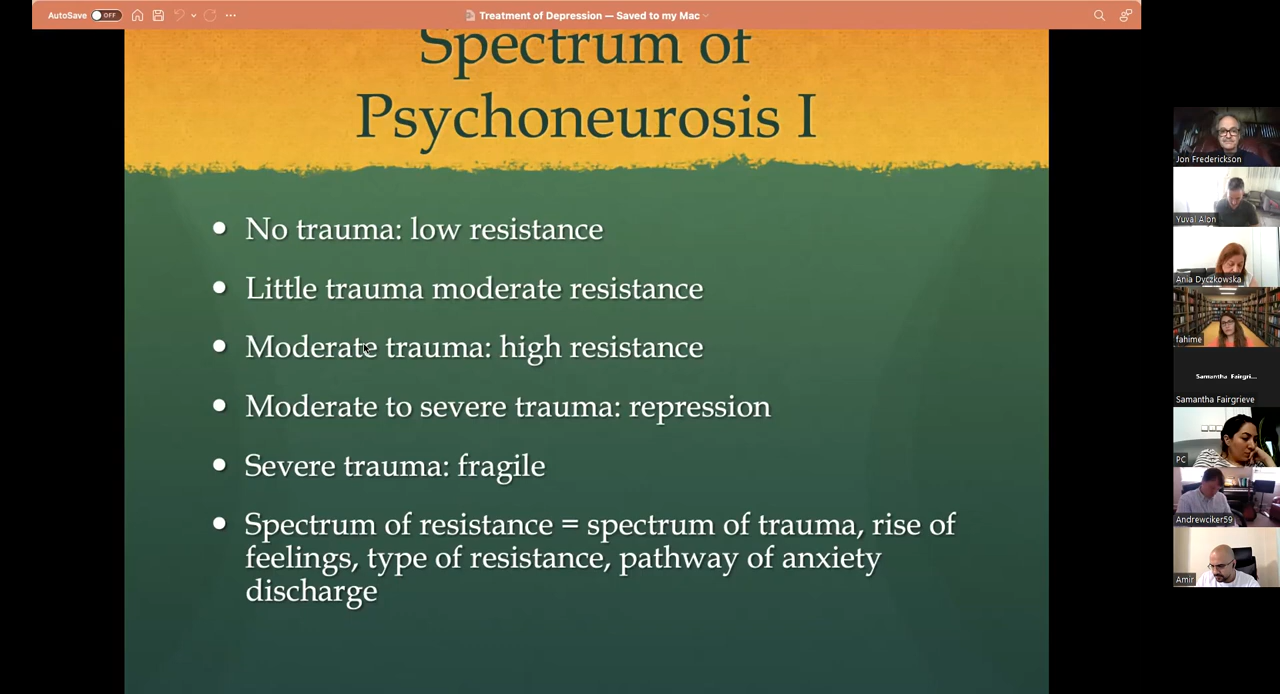 AutoSave OFF
Treatment of Depression — Saved to my Mac
Spectrum of
Psychoneurosis I
No trauma: low resistance
Little trauma moderate resistance
Moderate trauma: high resistance
Moderate to severe trauma: repression
Severe trauma: fragile
Spectrum of resistance = spectrum of trauma, rise of
feelings, type of resistance, pathway of anxiety
discharge
Jon Frederickson
Yuval Alon
Ania Dyczkowska
fahime
Samantha Fairgri...
Samantha Fairgrieve
PC
Andrewciker59
Amir